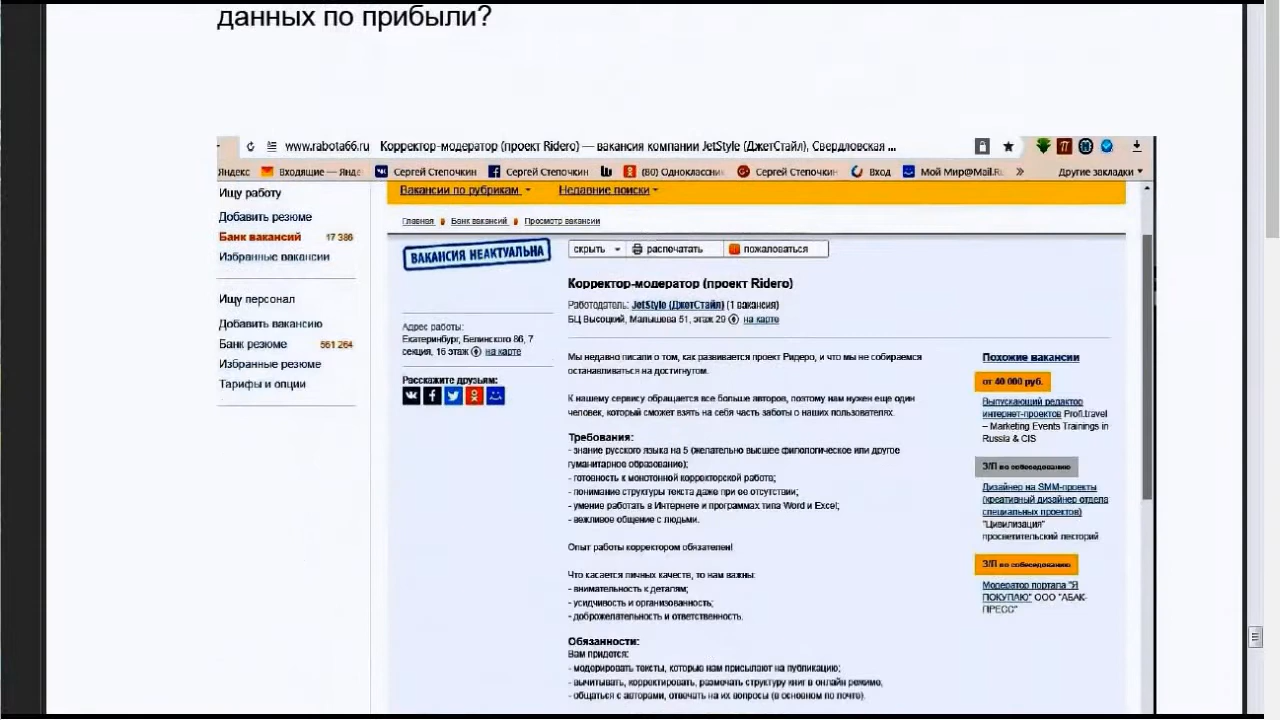 данных по прибыли?
www.rabota66.ru Корректор-модератор (проект Ridero) — вакансия компании JetStyle (ДжетСтайл), Свердловская ...
Яндекс Входящие — Янде Сергей Степочкин Сергей Степочкин (80) Одноклассни Сергей Степочкин Вход Мой Мир@Mail.Ru » Другие закладки
Ищу работу
Добавить резюме
Банк вакансий 17 386
Избранные вакансии
Ищу персонал
Добавить вакансию
Банк резюме 561 264
Избранные резюме
Тарифы и опции
Вакансии по рубрикам Недавние поиски
Главная Банк вакансий Просмотр вакансии
ВАКАНСИЯ НЕАКТУАЛЬНА
скрыть распечатать пожаловаться
Адрес работы:
Екатеринбург, Белинского 86, 7
секция, 16 этаж на карте
Расскажите друзьям:
Корректор-модератор (проект Ridero)
Работодатель: JetStyle (ДжетСтайл) (1 вакансия)
БЦ Высоцкий, Малышова 51, этаж 29 на карте
Мы недавно писали о том, как развивается проект Ридеро, и что мы не собираемся
останавливаться на достигнутом.
К нашему сервису обращается все больше авторов, поэтому нам нужен еще один
человек, который сможет взять на себя часть заботы о наших пользователях.
Требования:
- знание русского языка на 5 (желательно высшее филологическое или другое
гуманитарное образование);
- готовность к монотонной корректорской работе;
- понимание структуры текста даже при ее отсутствии;
- умение работать в Интернете и программах типа Word и Excel;
- вежливое общение с людьми.
Опыт работы корректором обязателен!
Что касается личных качеств, то нам важны:
- внимательность к деталям;
- усидчивость и организованность;
- доброжелательность и ответственность.
Обязанности:
Вам придется:
- модерировать тексты, которые нам присылают на публикацию;
- вычитывать, корректировать, размечать структуру книг в онлайн режиме,
- общаться с авторами, отвечать на их вопросы (в основном по почте).
Похожие вакансии
от 40 000 руб.
Выпускающий редактор
интернет-проектов Profi.travel
– Marketing Events Trainings in
Russia & CIS
З/П по собеседованию
Дизайнер на SMM-проекты
(креативный дизайнер отдела
специальных проектов)
"Цивилизация"
просветительский лекторий
З/П по собеседованию
Модератор портала "Я
ПОКУПАЮ" ООО "АБАК-
ПРЕСС"